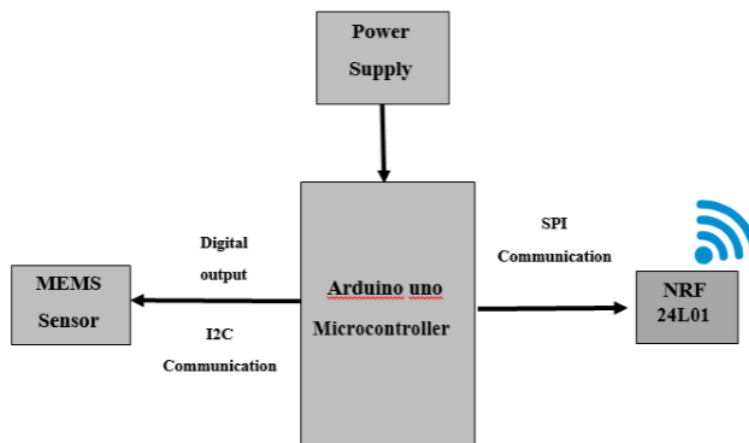 Power
Supply
SPI
Communication
Digital
output
MEMS
Sensor
I2C
Communication
Arduino uno
Microcontroller
NRF
24L01